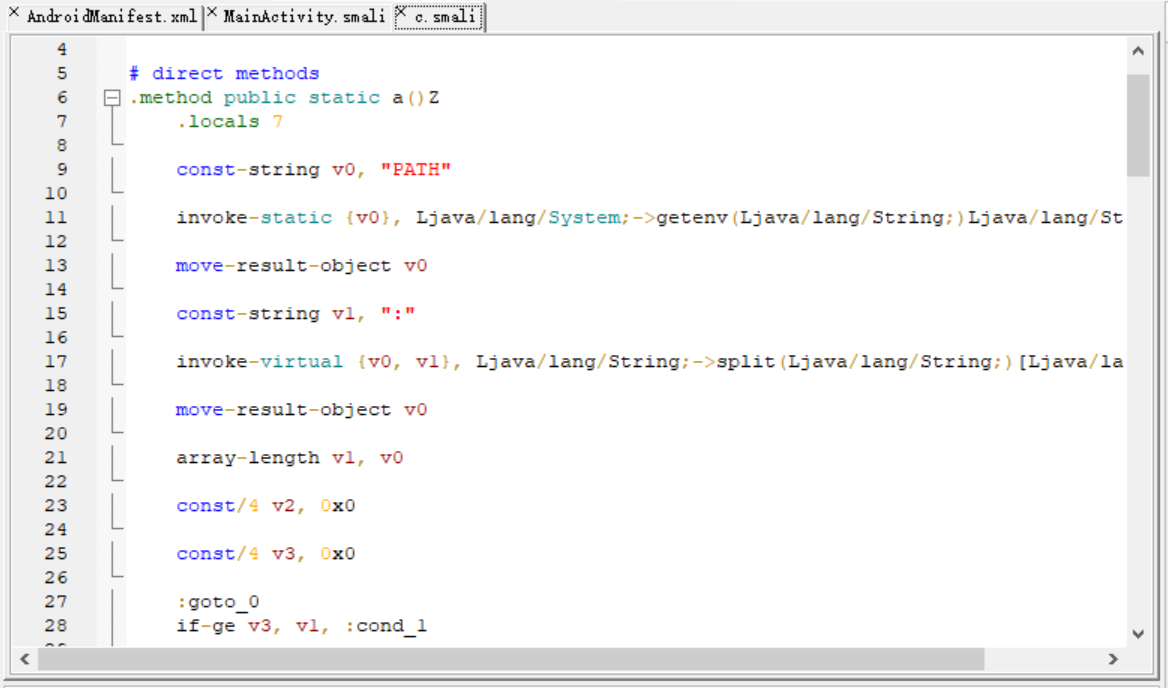 × AndroidManifest.xml × MainActivity.smali × c.smali
4
5 # direct methods
6 .method public static a()Z
7 .locals 7
8
9 const-string v0, "PATH"
10
11 invoke-static {v0}, Ljava/lang/System;->getenv(Ljava/lang/String;)Ljava/lang/St
12
13 move-result-object v0
14
15 const-string v1, ":"
16
17 invoke-virtual {v0, v1}, Ljava/lang/String;->split(Ljava/lang/String;)[Ljava/la
18
19 move-result-object v0
20
21 array-length v1, v0
22
23 const/4 v2, 0x0
24
25 const/4 v3, 0x0
26
27 :goto_0
28 if-ge v3, v1, :cond_1